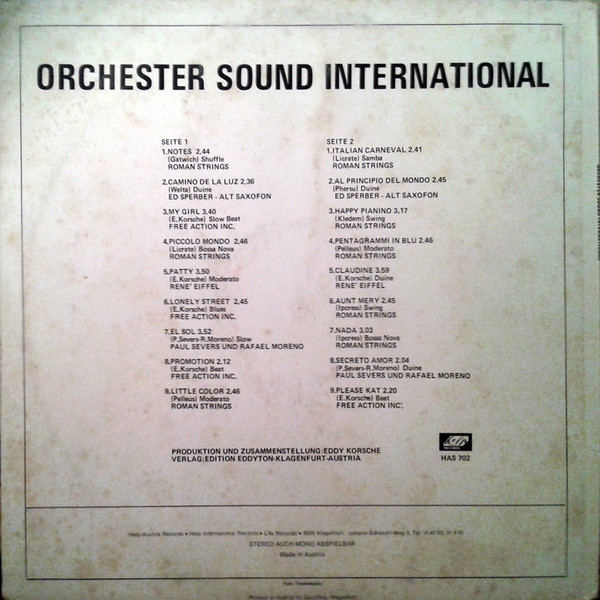 ORCHESTER SOUND INTERNATIONAL
SEITE 1
1.NOTES 2,44
(Gatwich) Shuffle
ROMAN STRINGS
2.CAMINO DE LA LUZ 2,36
(Welta) Duine
ED SPERBER - ALT SAXOFON
3.MY GIRL 3,40
(E.Korsche) Slow Beat
FREE ACTION INC.
4.PICCOLO MONDO 2,46
(Licrate) Bossa Nova
ROMAN STRINGS
5.PATTY 3,50
(E.Korsche) Moderato
RENE' EIFFEL
6.LONELY STREET 2,45
(E.Korsche) Blues
FREE ACTION INC.
7.EL SOL 3,52
(P.Severs-R.Moreno) Slow
PAUL SEVERS UND RAFAEL MORENO
8.PROMOTION 2,12
(E.Korsche) Beat
FREE ACTION INC.
9.LITTLE COLOR 2,46
(Pelleus) Moderato
ROMAN STRINGS
SEITE 2
1.ITALIAN CARNEVAL 2,41
(Licrate) Samba
ROMAN STRINGS
2.AL PRINCIPIO DEL MONDO 2,45
(Phersu) Duine
ED SPERBER - ALT SAXOFON
3.HAPPY PIANINO 3,17
(Kledem) Swing
ROMAN STRINGS
4.PENTAGRAMMI IN BLU 2,46
(Pelleus) Moderato
ROMAN STRINGS
5.CLAUDINE 3,59
(E.Korsche) Duine
RENE' EIFFEL
6.AUNT MERY 2,45
(Ipcress) Swing
ROMAN STRINGS
7.NADA 3,03
(Ipcress) Bossa Nova
ROMAN STRINGS
8.SECRETO AMOR 2,04
(P.Severs-R.Moreno) Duine
PAUL SEVERS UND RAFAEL MORENO
9.PLEASE KAT 2,20
(E.Korsche) Beat
FREE ACTION INC.
PRODUKTION UND ZUSAMMENSTELLUNG:EDDY KORSCHE
VERLAG:EDITION EDDYTON-KLAGENFURT-AUSTRIA
HAS 702
Help-Austria Records • Help International Records • Life Records •
STEREO AUCH MONO ABSPIELBAR
Made in Austria